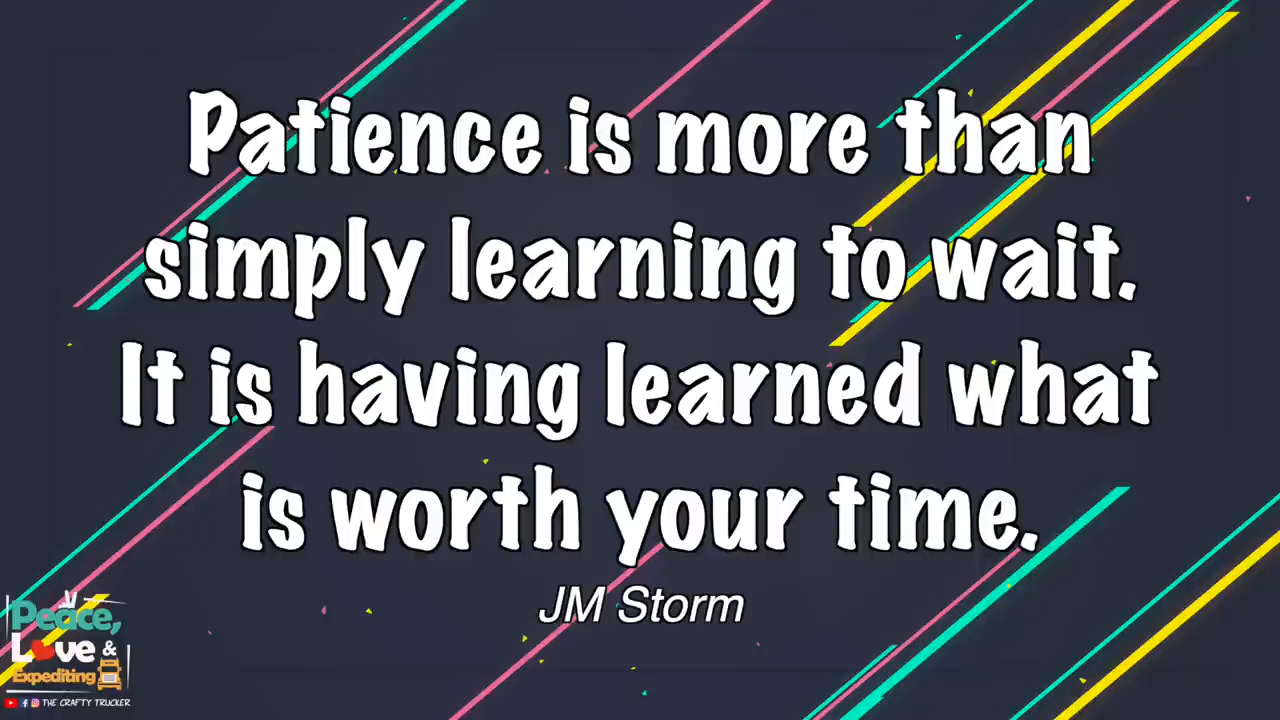 Patience is more than
simply learning to wait.
It is having learned what
is worth your time.
JM Storm
Peace,
Love &
Expediting
THE CRAFTY TRUCKER